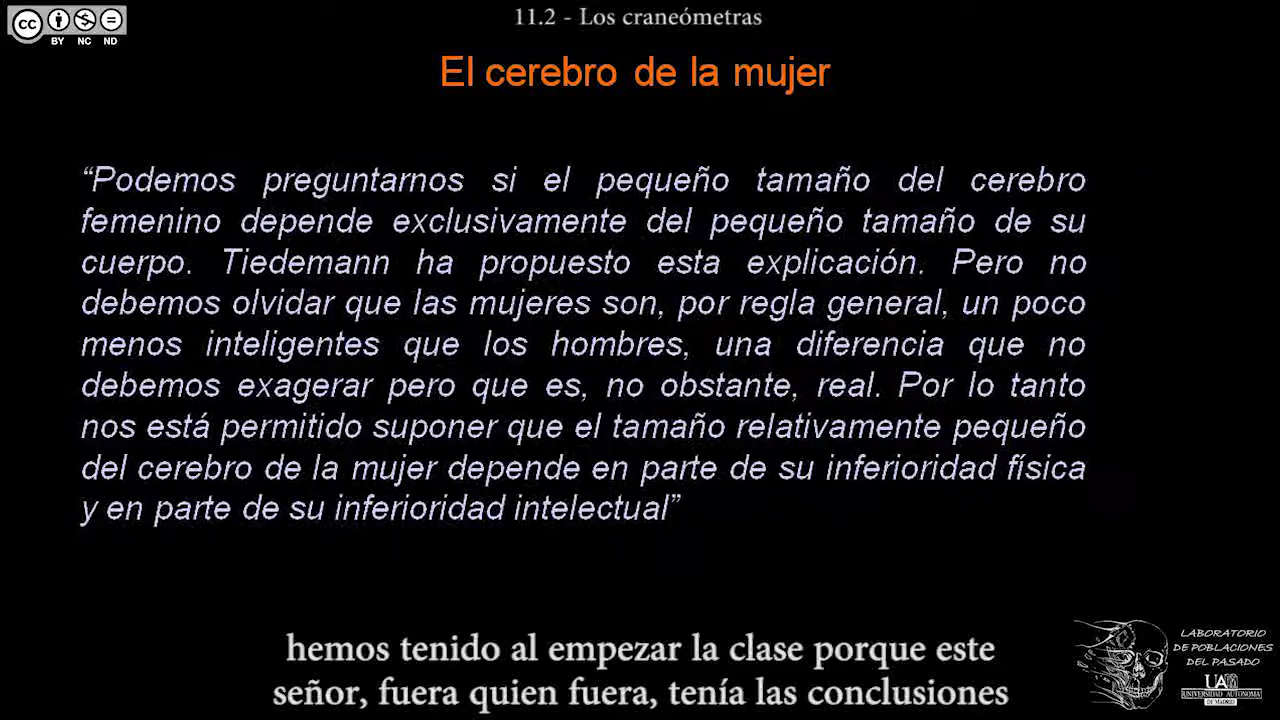 11.2 - Los craneómetras
cc
BY NC ND
El cerebro de la mujer
“Podemos preguntarnos si el pequeño tamaño del cerebro
femenino depende exclusivamente del pequeño tamaño de su
cuerpo. Tiedemann ha propuesto esta explicación. Pero no
debemos olvidar que las mujeres son, por regla general, un poco
menos inteligentes que los hombres, una diferencia que no
debemos exagerar pero que es, no obstante, real. Por lo tanto
nos está permitido suponer que el tamaño relativamente pequeño
del cerebro de la mujer depende en parte de su inferioridad física
y en parte de su inferioridad intelectual”
hemos tenido al empezar la clase porque este
señor, fuera quien fuera, tenía las conclusiones
LABORATORIO
DE POBLACIONES
DEL PASADO
UAM
UNIVERSIDAD AUTONOMA
DE MADRID